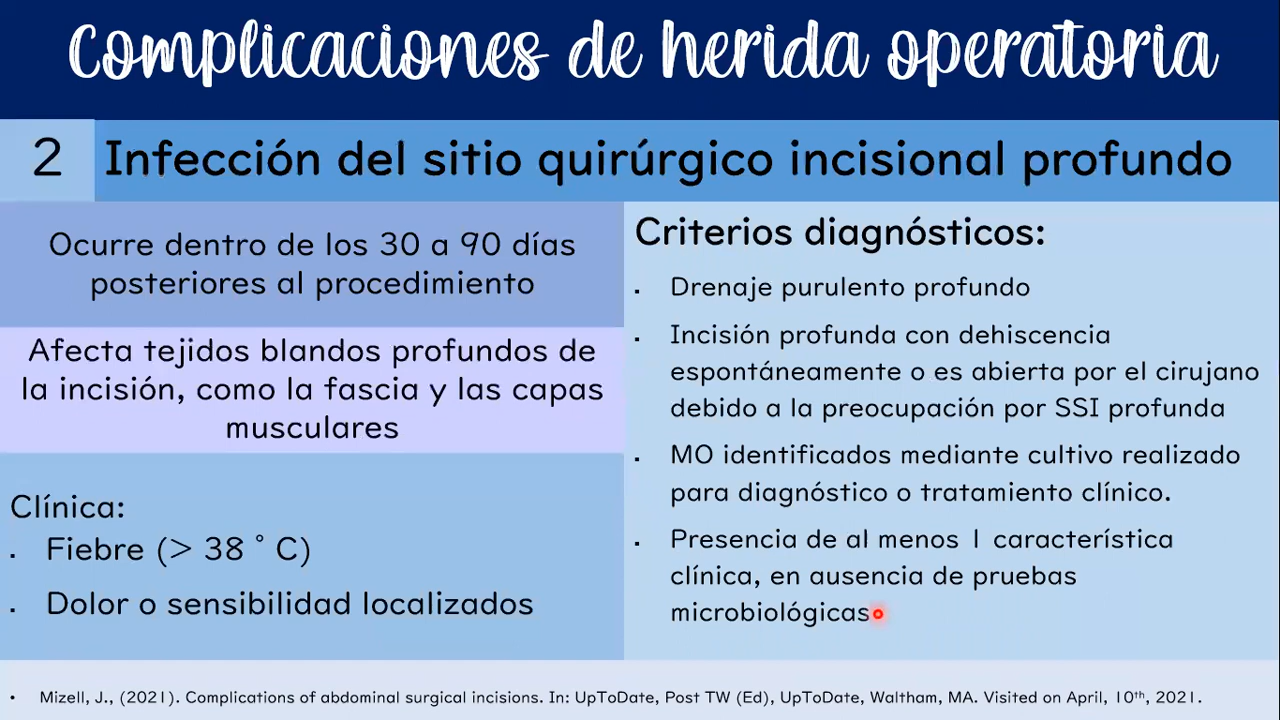 Complicaciones de herida operatoria
2
Infección del sitio quirúrgico incisional profundo
Ocurre dentro de los 30 a 90 días
posteriores al procedimiento
Afecta tejidos blandos profundos de
la incisión, como la fascia y las capas
musculares
Clínica:
. Fiebre (> 38 ° C)
. Dolor o sensibilidad localizados
Criterios diagnósticos:
. Drenaje purulento profundo
. Incisión profunda con dehiscencia
espontáneamente o es abierta por el cirujano
debido a la preocupación por SSI profunda
. MO identificados mediante cultivo realizado
para diagnóstico o tratamiento clínico.
. Presencia de al menos 1 característica
clínica, en ausencia de pruebas
microbiológicas
• Mizell, J., (2021). Complications of abdominal surgical incisions. In: UpToDate, Post TW (Ed), UpToDate, Waltham, MA. Visited on April, 10th, 2021.